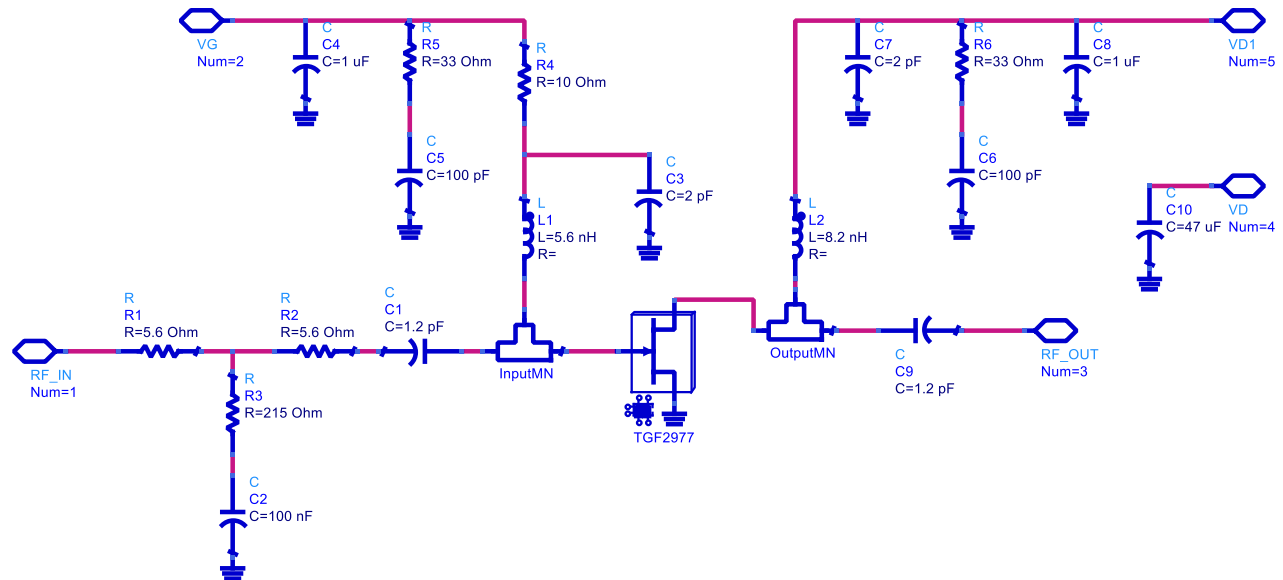 VG
Num=2
C
C4
C=1 uF
R
R5
R=33 Ohm
R
R4
R=10 Ohm
C
C7
C=2 pF
R
R6
R=33 Ohm
C
C8
C=1 uF
VD1
Num=5
C
C5
C=100 pF
C
C3
C=2 pF
C
C6
C=100 pF
L
L1
L=5.6 nH
R=
L
L2
L=8.2 nH
R=
C
C10
C=47 uF
VD
Num=4
RF_IN
Num=1
R
R1
R=5.6 Ohm
R
R2
R=5.6 Ohm
C
C1
C=1.2 pF
InputMN
OutputMN
C
C9
C=1.2 pF
RF_OUT
Num=3
R
R3
R=215 Ohm
TGF2977
C
C2
C=100 nF